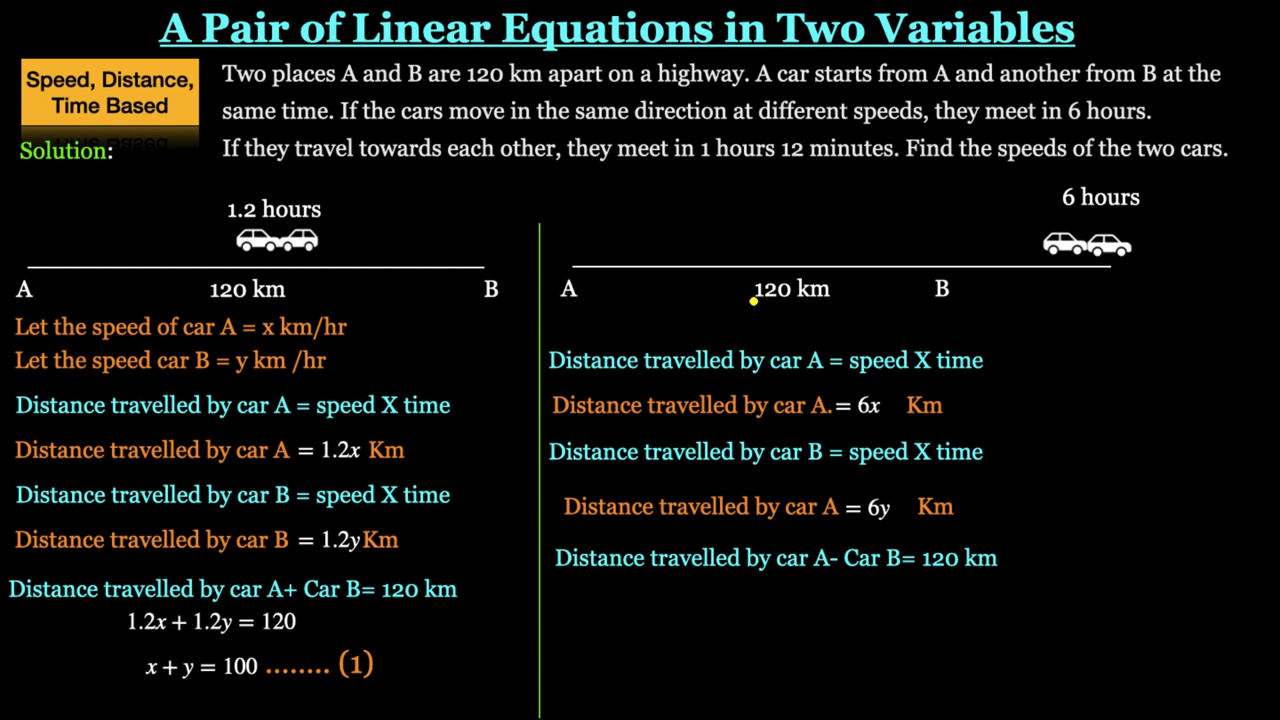 A Pair of Linear Equations in Two Variables
Speed, Distance,
Time Based
Two places A and B are 120 km apart on a highway. A car starts from A and another from B at the
same time. If the cars move in the same direction at different speeds, they meet in 6 hours.
If they travel towards each other, they meet in 1 hours 12 minutes. Find the speeds of the two cars.
Solution:
1.2 hours
A 120 km B
Let the speed of car A = x km/hr
Let the speed car B = y km /hr
Distance travelled by car A = speed X time
Distance travelled by car A = 1.2x Km
Distance travelled by car B = speed X time
Distance travelled by car B = 1.2y Km
Distance travelled by car A+ Car B= 120 km
1.2x + 1.2y = 120
x + y = 100 ........ (1)
6 hours
A 120 km B
Distance travelled by car A = speed X time
Distance travelled by car A. = 6x Km
Distance travelled by car B = speed X time
Distance travelled by car A = 6y Km
Distance travelled by car A- Car B= 120 km